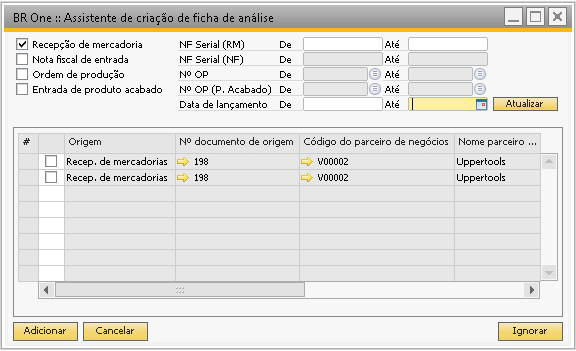 BR One :: Assistente de criação de ficha de análise
Recepção de mercadoria NF Serial (RM) De Até
Nota fiscal de entrada NF Serial (NF) De Até
Ordem de produção Nº OP De Até
Entrada de produto acabado Nº OP (P. Acabado) De Até
Data de lançamento De Até Atualizar
# Origem Nº documento de origem Código do parceiro de negócios Nome parceiro ...
Recep. de mercadorias 198 V00002 Uppertools
Recep. de mercadorias 198 V00002 Uppertools
Adicionar Cancelar Ignorar